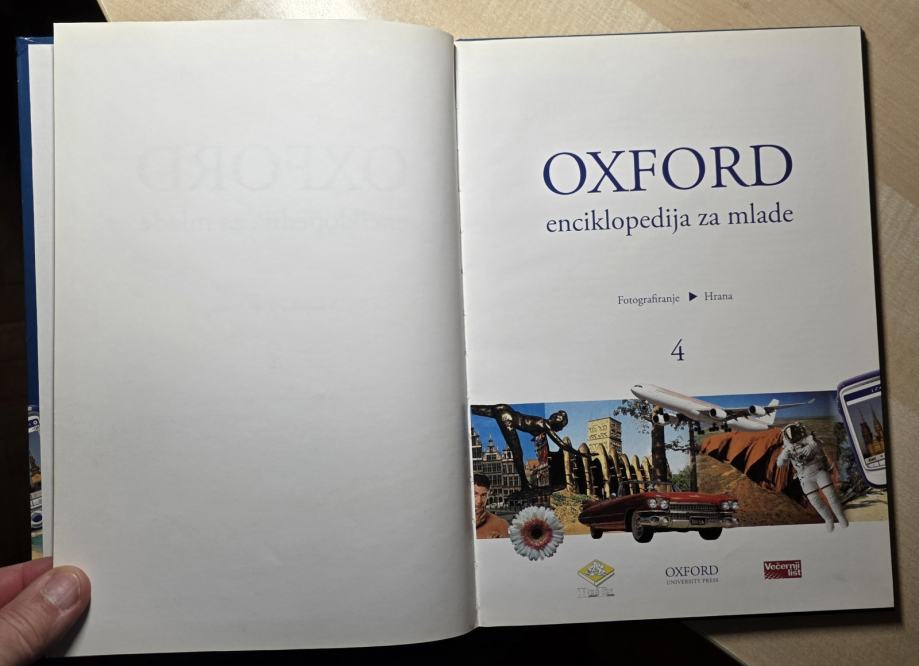 OXFORD
enciklopedija za mlade
Fotografiranje ▶ Hrana
4
OXFORD
UNIVERSITY PRESS
Večernji
list